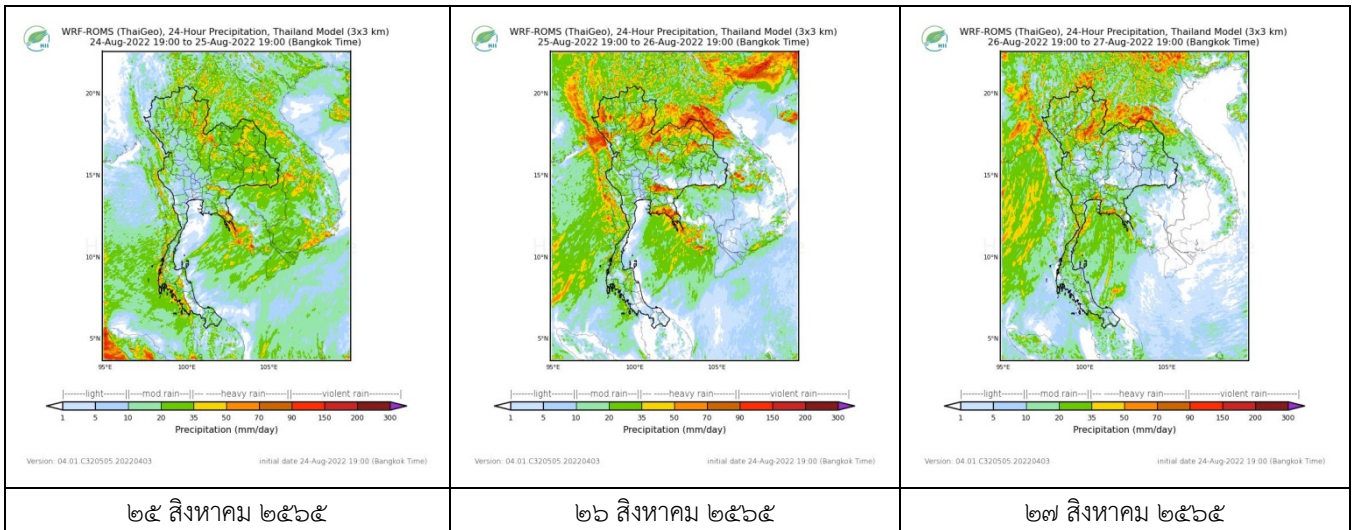 HII
WRF-ROMS (ThaiGeo), 24-Hour Precipitation, Thailand Model (3x3 km)
24-Aug-2022 19:00 to 25-Aug-2022 19:00 (Bangkok Time)
20°N
15°N
10°N
5°N
95°E
100°E
105°E
|-------light------||---mod.rain---||--- ---heavy rain---||-------violent rain-------|
1 5 10 20 35 50 70 90 150 200 300
Precipitation (mm/day)
Version: 04.01.C320505.20220403
initial date 24-Aug-2022 19:00 (Bangkok Time)
๒๕ สิงหาคม ๒๕๖๕
HII
WRF-ROMS (ThaiGeo), 24-Hour Precipitation, Thailand Model (3x3 km)
25-Aug-2022 19:00 to 26-Aug-2022 19:00 (Bangkok Time)
20°N
15°N
10°N
5°N
95°E
100°E
105°E
|-------light------||---mod.rain---||--- ---heavy rain---||-------violent rain-------|
1 5 10 20 35 50 70 90 150 200 300
Precipitation (mm/day)
Version: 04.01.C320505.20220403
initial date 24-Aug-2022 19:00 (Bangkok Time)
๒๖ สิงหาคม ๒๕๖๕
HII
WRF-ROMS (ThaiGeo), 24-Hour Precipitation, Thailand Model (3x3 km)
26-Aug-2022 19:00 to 27-Aug-2022 19:00 (Bangkok Time)
20°N
15°N
10°N
5°N
95°E
100°E
105°E
|-------light------||---mod.rain---||--- ---heavy rain---||-------violent rain-------|
1 5 10 20 35 50 70 90 150 200 300
Precipitation (mm/day)
Version: 04.01.C320505.20220403
initial date 24-Aug-2022 19:00 (Bangkok Time)
๒๗ สิงหาคม ๒๕๖๕